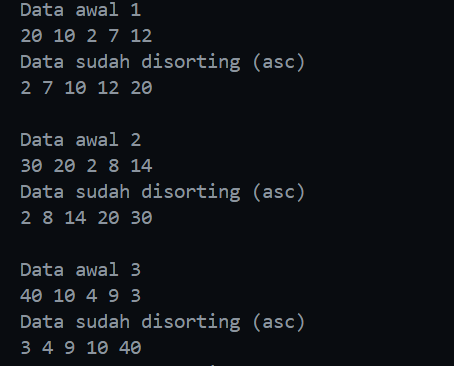 Data awal 1
20 10 2 7 12
Data sudah disorting (asc)
2 7 10 12 20
Data awal 2
30 20 2 8 14
Data sudah disorting (asc)
2 8 14 20 30
Data awal 3
40 10 4 9 3
Data sudah disorting (asc)
3 4 9 10 40